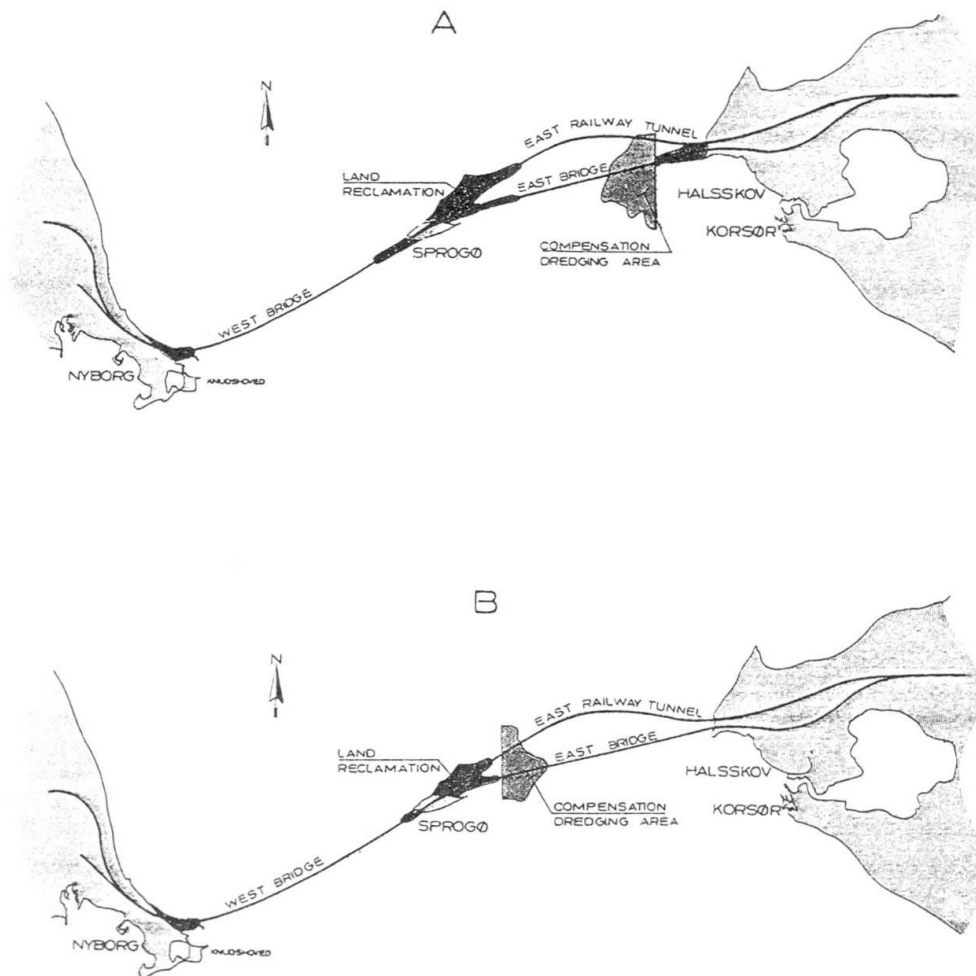 A
N
EAST RAILWAY TUNNEL
LAND
RECLAMATION
EAST BRIDGE
HALSSKOV
SPROGØ
KORSØR
COMPENSATION
DREDGING AREA
WEST BRIDGE
NYBORG
KNUDSHOVED
B
N
EAST RAILWAY TUNNEL
LAND
RECLAMATION
EAST BRIDGE
HALSSKOV
COMPENSATION
DREDGING AREA
KORSØR
SPROGØ
WEST BRIDGE
NYBORG
KNUDSHOVED